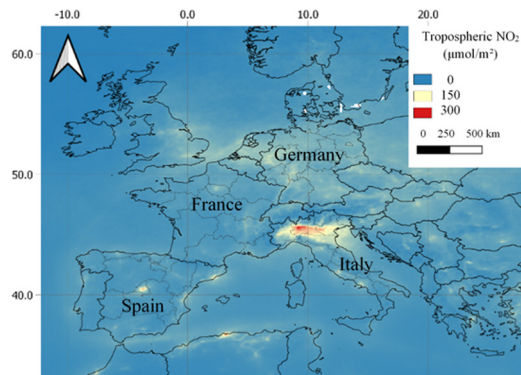 -10.0 0.0 10.0 20.0
Tropospheric NO₂
(μmol/m²)
0
150
300
0 250 500 km
60.0
50.0
40.0
Germany
France
Italy
Spain